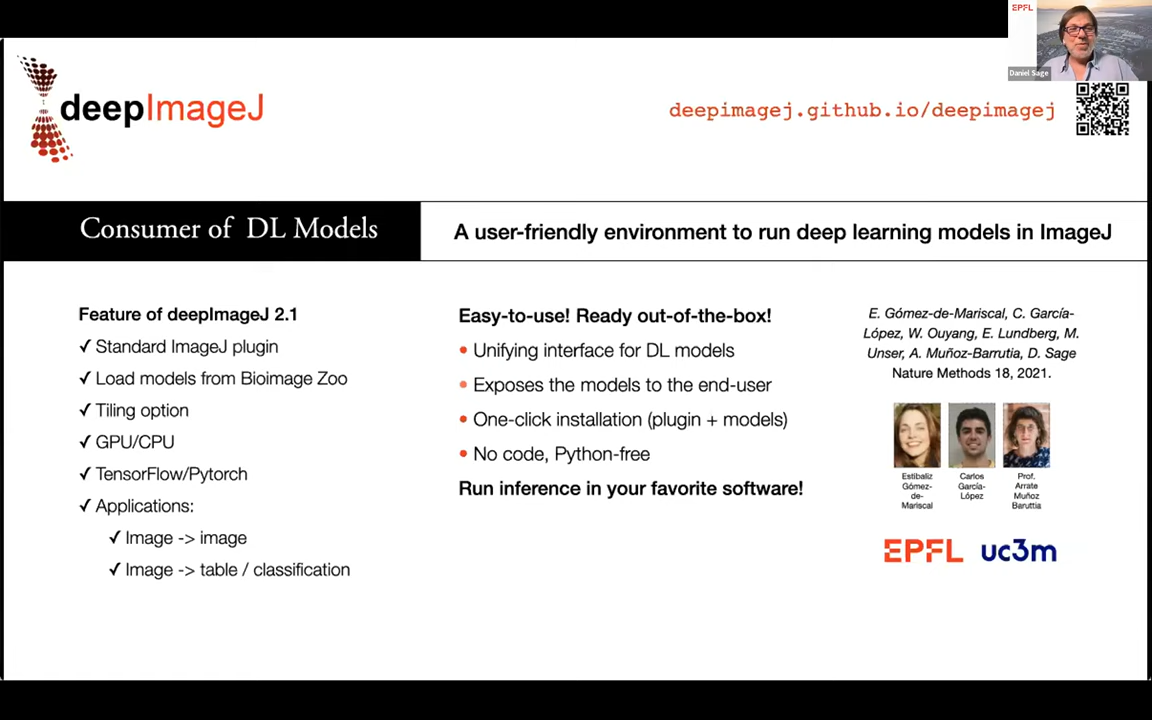 EPFL
Daniel Sage
deepImageJ
deepimagej.github.io/deepimagej
Consumer of DL Models
A user-friendly environment to run deep learning models in ImageJ
Feature of deepImageJ 2.1
✓ Standard ImageJ plugin
✓ Load models from Bioimage Zoo
✓ Tiling option
✓ GPU/CPU
✓ TensorFlow/Pytorch
✓ Applications:
✓ Image -> image
✓ Image -> table / classification
Easy-to-use! Ready out-of-the-box!
• Unifying interface for DL models
• Exposes the models to the end-user
• One-click installation (plugin + models)
• No code, Python-free
Run inference in your favorite software!
E. Gómez-de-Mariscal, C. García-
López, W. Ouyang, E. Lundberg, M.
Unser, A. Muñoz-Barrutia, D. Sage
Nature Methods 18, 2021.
Estibaliz
Gómez-
de-
Mariscal
Carlos
García-
López
Prof.
Arrate
Muñoz
Baruttia
EPFL uc3m